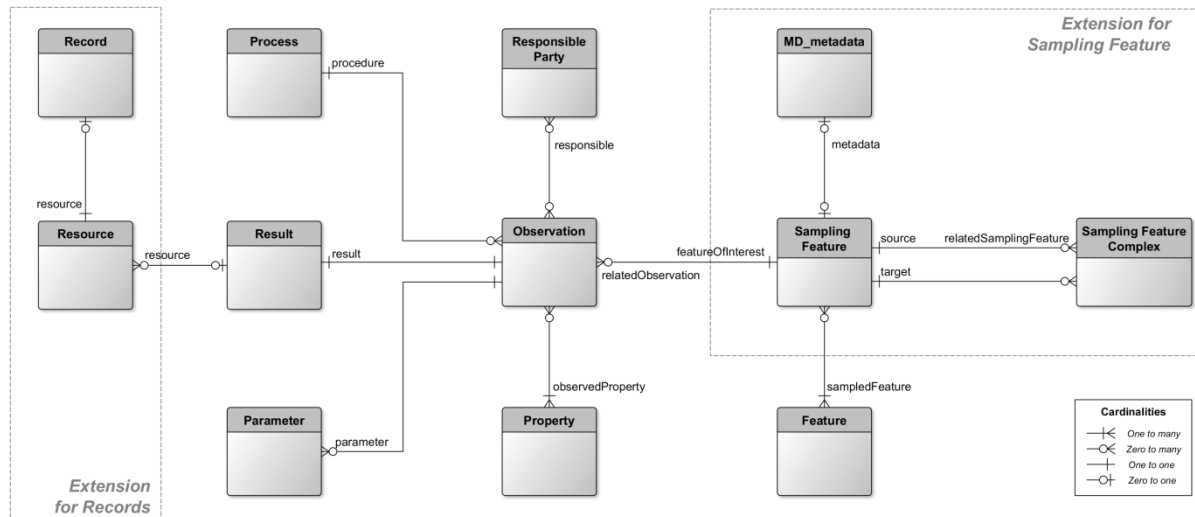 Extension for
Sampling Feature
Record
Process
Responsible
Party
MD_metadata
procedure
responsible
metadata
resource
Resource
resource
Result
result
Observation
featureOfInterest
relatedObservation
Sampling
Feature
source
relatedSamplingFeature
target
Sampling Feature
Complex
observedProperty
sampledFeature
Parameter
parameter
Property
Feature
Extension
for Records
Cardinalities
One to many
Zero to many
One to one
Zero to one